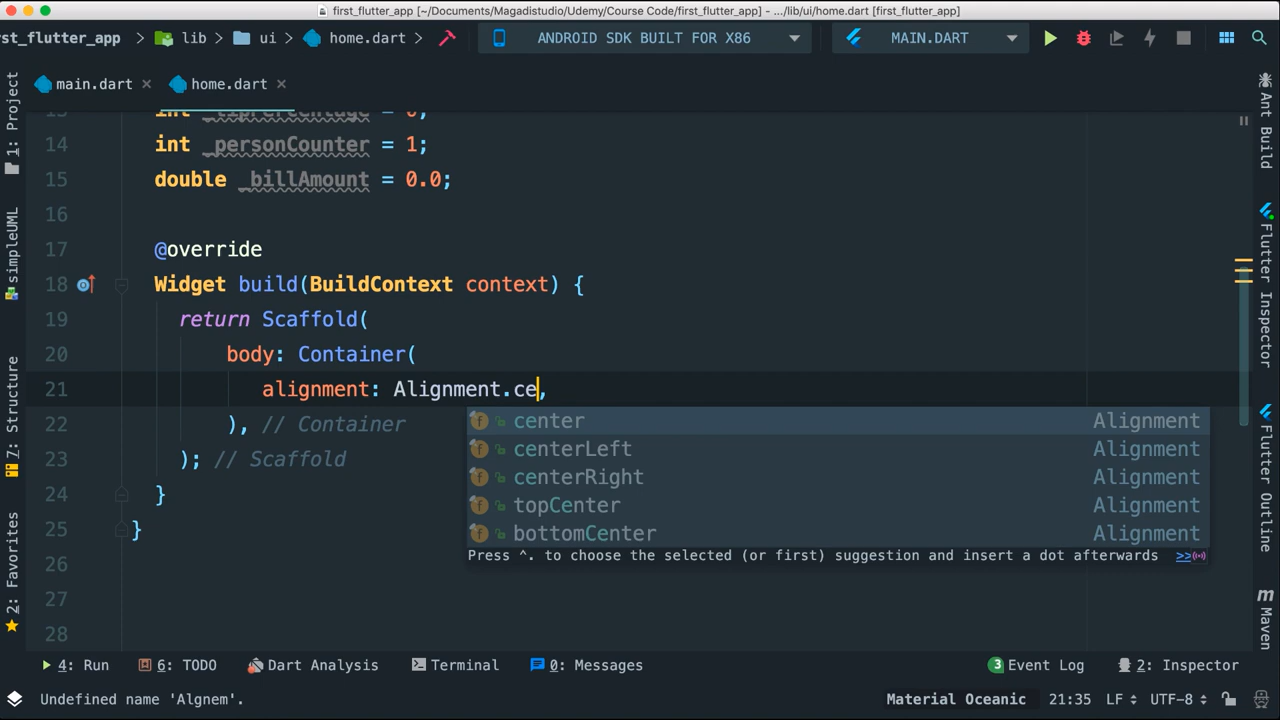 first_flutter_app [~/Documents/Magadistudio/Udemy/Course Code/first_flutter_app] - .../lib/ui/home.dart [first_flutter_app]
rst_flutter_app lib ui home.dart ANDROID SDK BUILT FOR X86 MAIN.DART
main.dart home.dart
1: Project
simpleUML
7: Structure
2: Favorites
int _tipPercentage = 0;
14 int _personCounter = 1;
15 double _billAmount = 0.0;
16
17 @override
18 Widget build(BuildContext context) {
19 return Scaffold(
20 body: Container(
21 alignment: Alignment.ce,
22 ), // Container
23 ); // Scaffold
24 }
25 }
26
27
28
center Alignment
centerLeft Alignment
centerRight Alignment
topCenter Alignment
bottomCenter Alignment
Press ^. to choose the selected (or first) suggestion and insert a dot afterwards >>
Ant Build
Flutter Inspector
Flutter Outline
Maven
4: Run 6: TODO Dart Analysis Terminal 0: Messages 3 Event Log 2: Inspector
Undefined name 'Algnem'. Material Oceanic 21:35 LF UTF-8